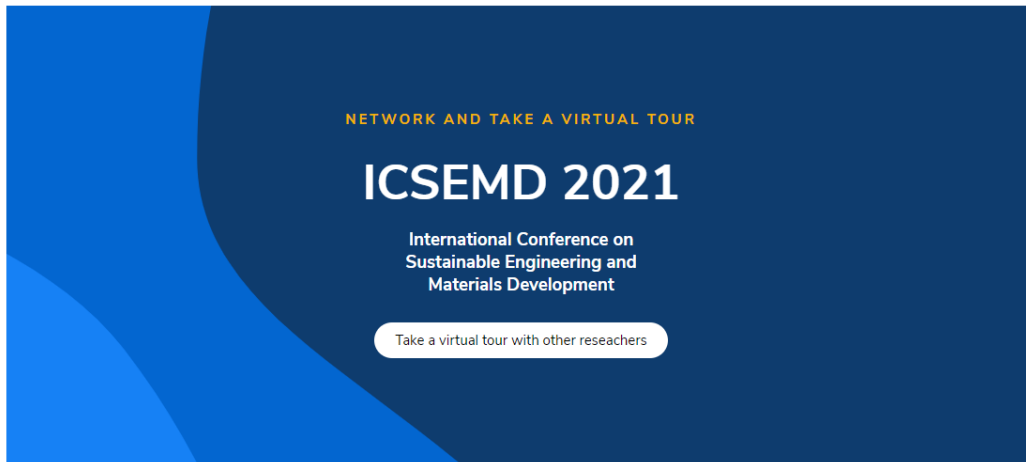 NETWORK AND TAKE A VIRTUAL TOUR
ICSEMD 2021
International Conference on
Sustainable Engineering and
Materials Development
Take a virtual tour with other reseachers